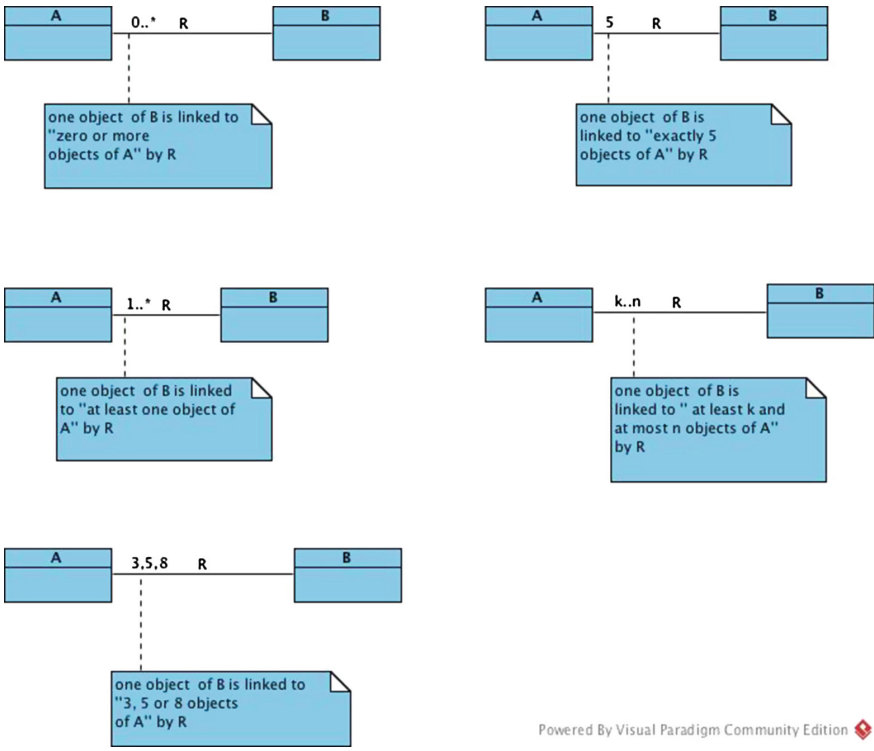 A
0..* R
B
one object of B is linked to
"zero or more
objects of A" by R
A
5 R
B
one object of B is
linked to "exactly 5
objects of A" by R
A
1..* R
B
one object of B is linked
to "at least one object of
A" by R
A
k..n R
B
one object of B is
linked to " at least k and
at most n objects of A"
by R
A
3,5,8 R
B
one object of B is linked to
"3, 5 or 8 objects
of A" by R
Powered By Visual Paradigm Community Edition